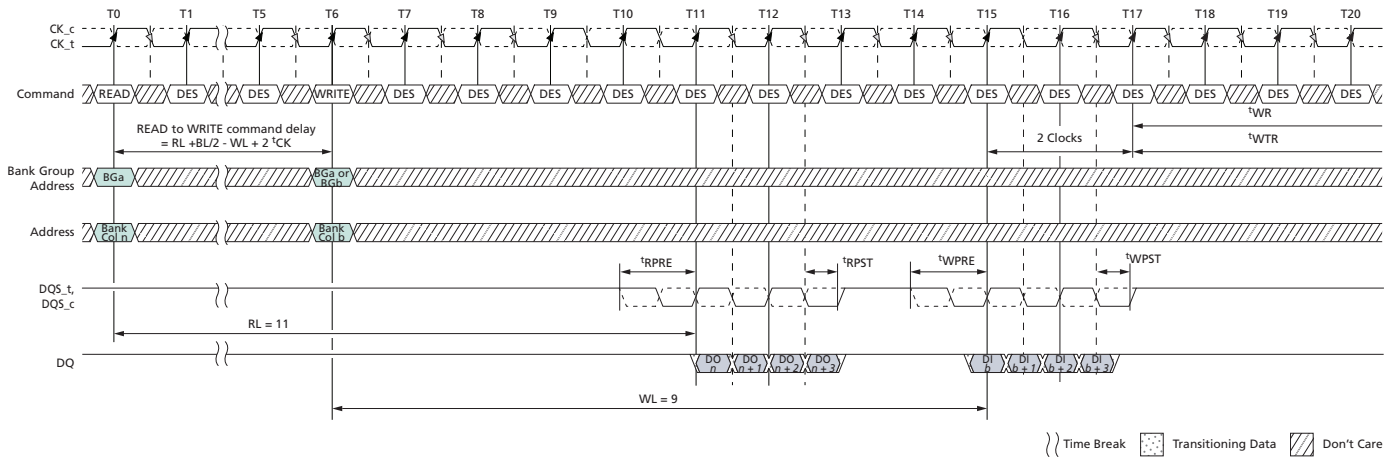 T0 T1 T5 T6 T7 T8 T9 T10 T11 T12 T13 T14 T15 T16 T17 T18 T19 T20
CK_c
CK_t
Command READ DES DES WRITE DES DES DES DES DES DES DES DES DES DES DES DES DES DES
READ to WRITE command delay
= RL +BL/2 - WL + 2 tCK
2 Clocks
tWR
tWTR
Bank Group
Address
BGa
BGa or
BGb
Address
Bank
Col n
Bank
Col b
tRPRE tRPST tWPRE tWPST
DQS_t,
DQS_c
RL = 11
DQ
DO
n
DO
n + 1
DO
n + 2
DO
n + 3
DI
b
DI
b + 1
DI
b + 2
DI
b + 3
WL = 9
Time Break Transitioning Data Don't Care